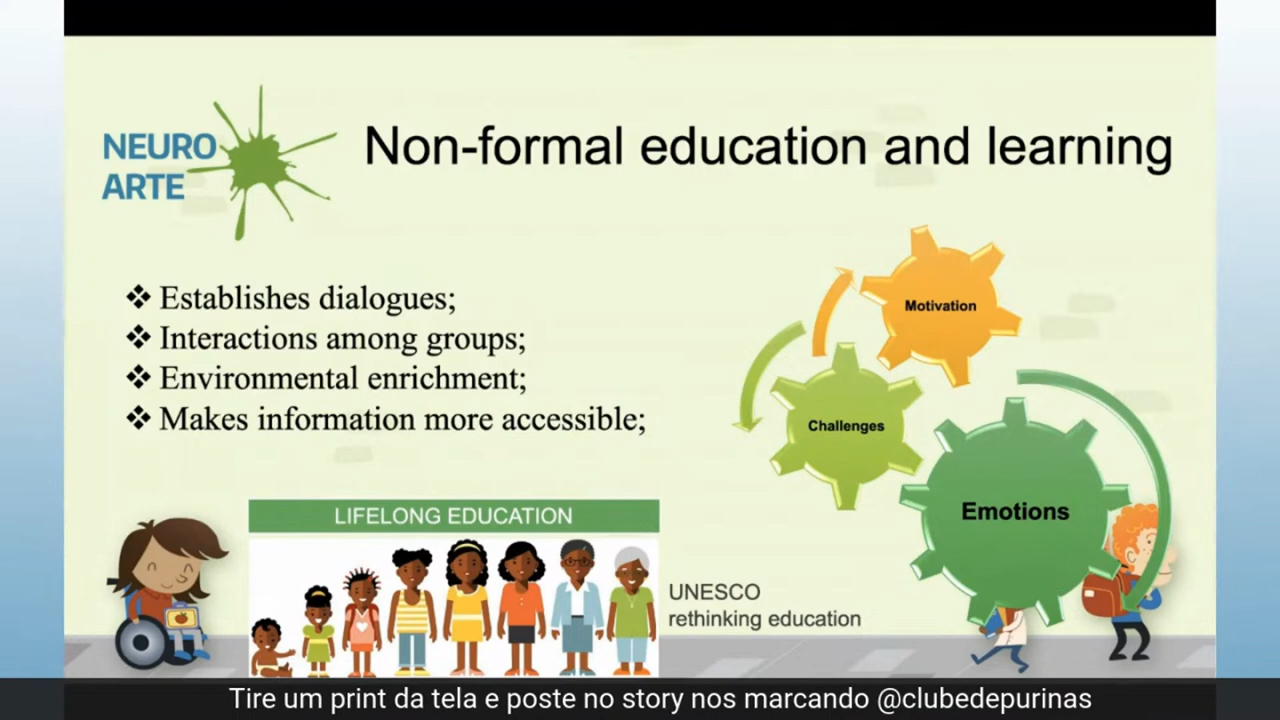 NEURO
ARTE
Non-formal education and learning
❖ Establishes dialogues;
❖ Interactions among groups;
❖ Environmental enrichment;
❖ Makes information more accessible;
Motivation
Challenges
Emotions
LIFELONG EDUCATION
UNESCO
rethinking education
Tire um print da tela e poste no story nos marcando @clubedepurinas